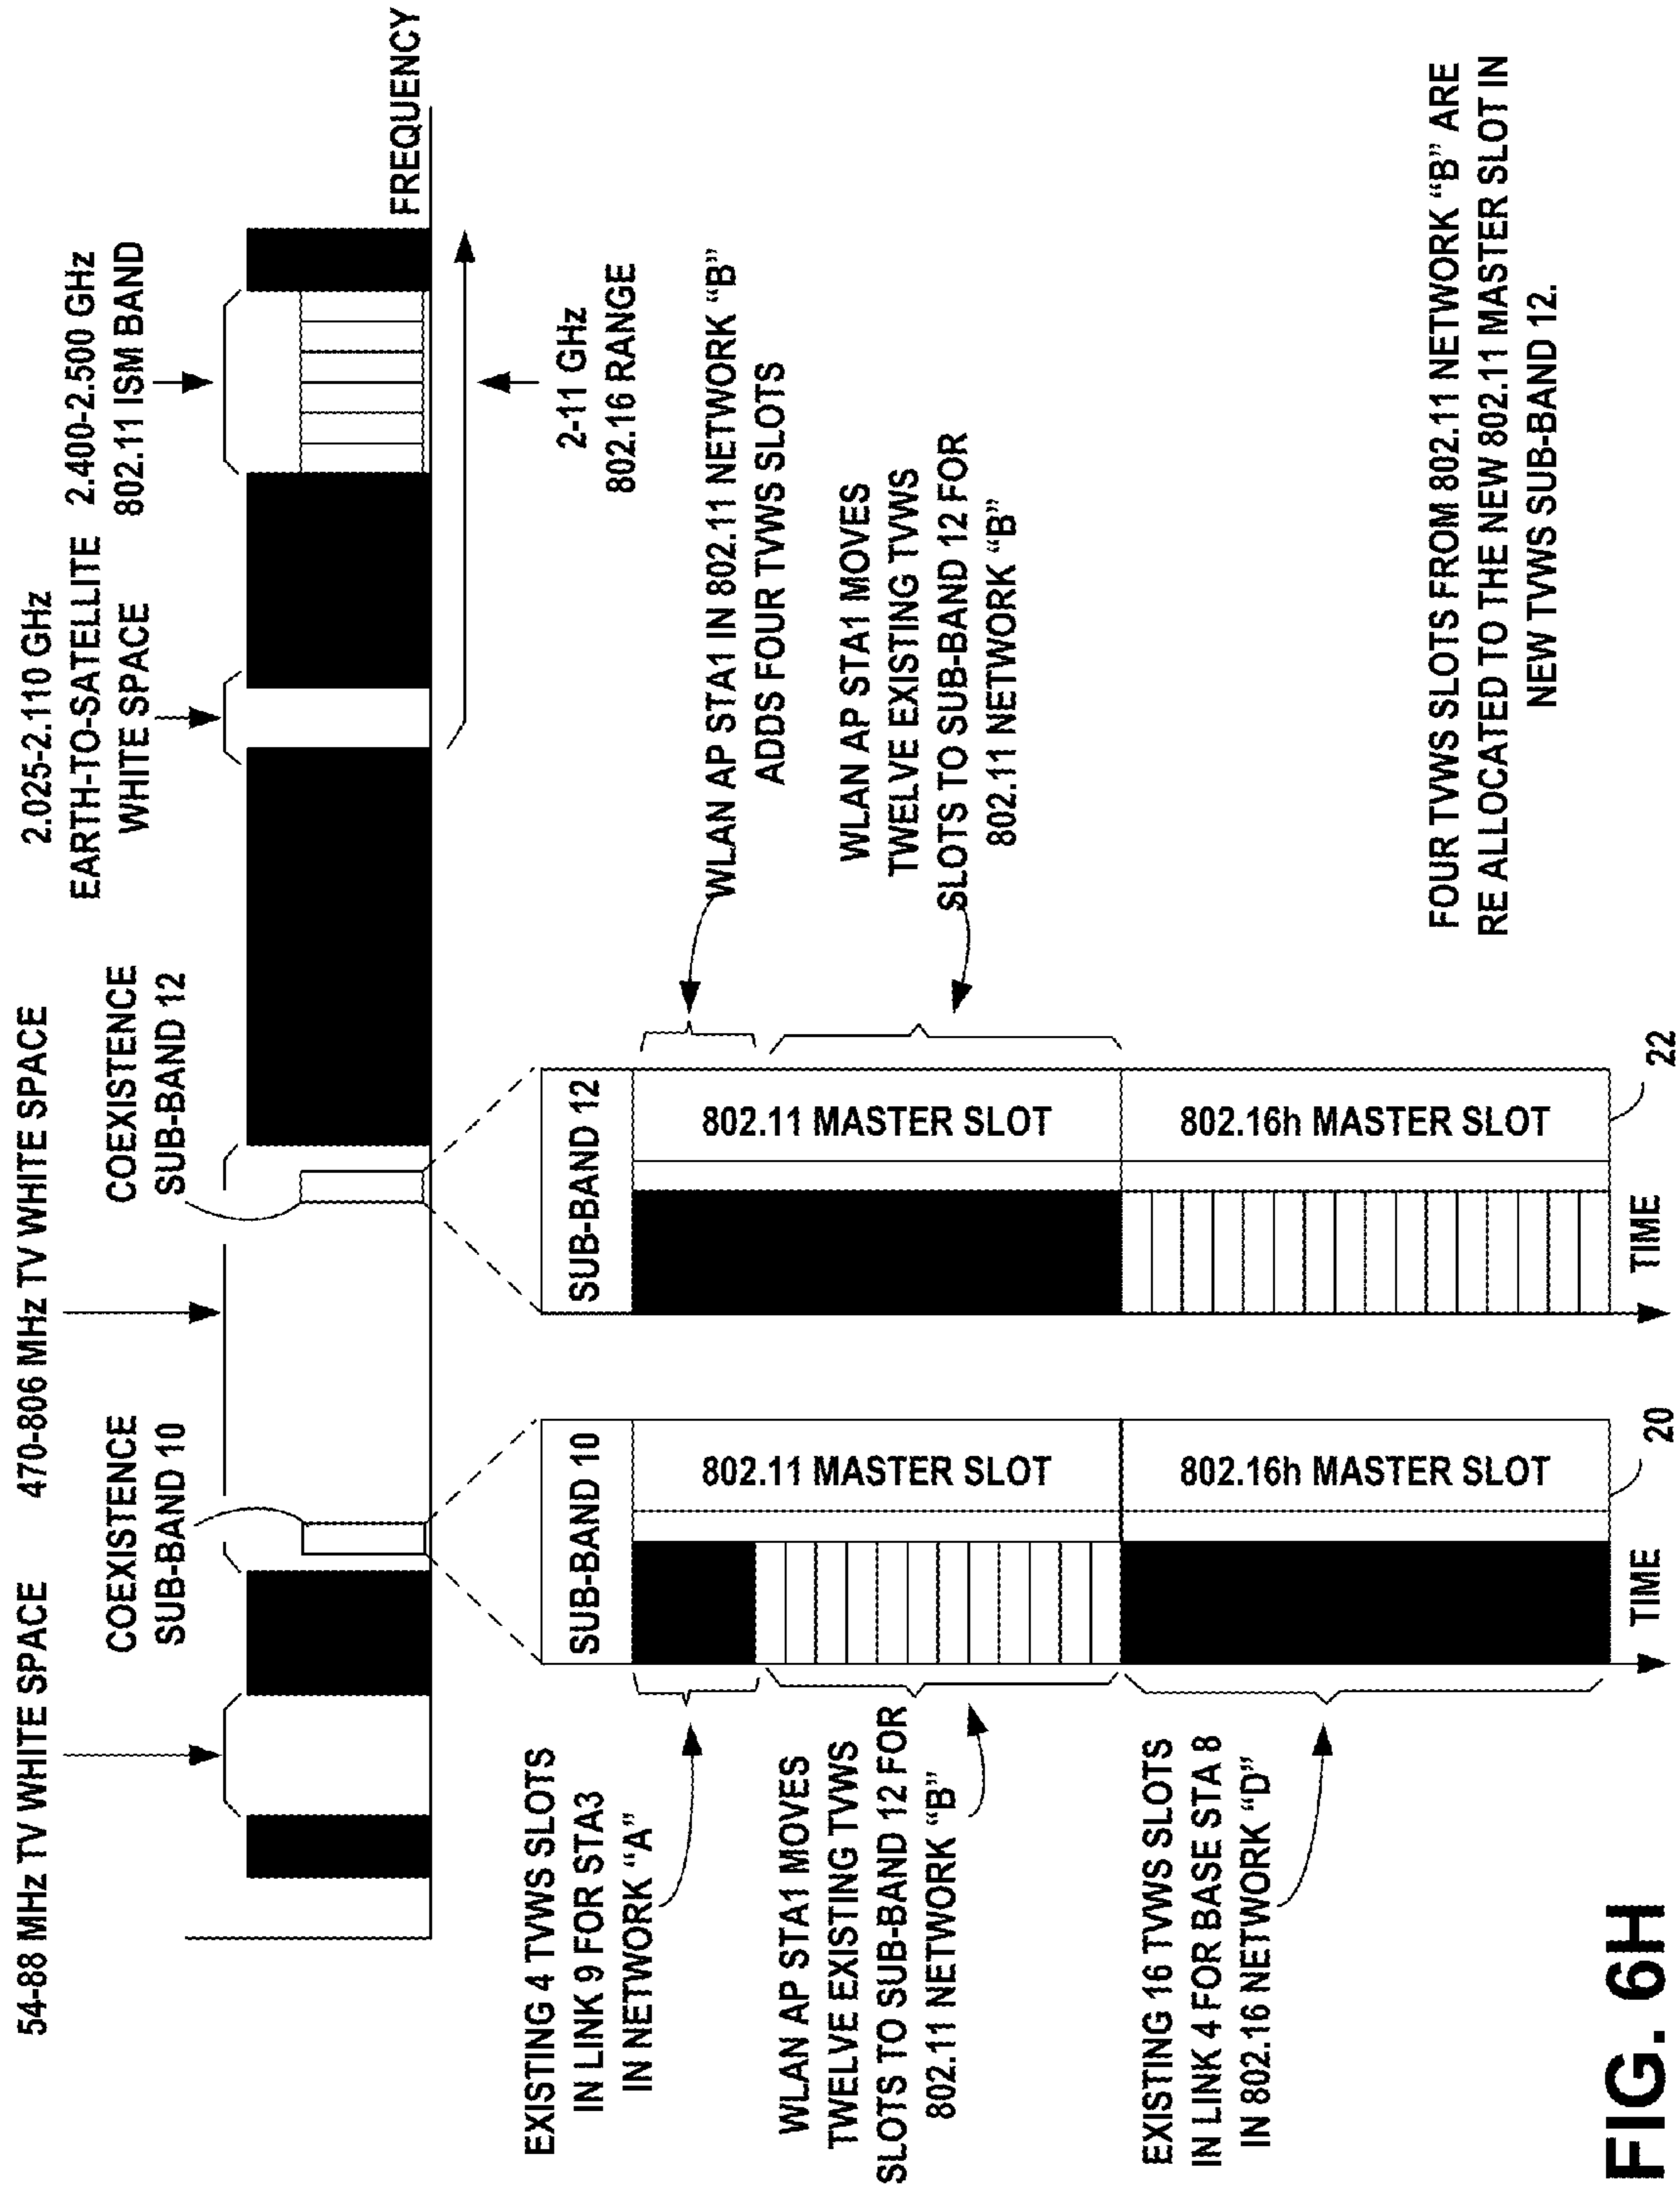 54-88 MHz TV WHITE SPACE
470-806 MHz TV WHITE SPACE
2.025-2.110 GHz
EARTH-TO-SATELLITE
WHITE SPACE
2.400-2.500 GHz
802.11 ISM BAND
COEXISTENCE
SUB-BAND 10
COEXISTENCE
SUB-BAND 12
FREQUENCY
2-11 GHz
802.16 RANGE
EXISTING 4 TVWS SLOTS
IN LINK 9 FOR STA3
IN NETWORK “A”
WLAN AP STA1 MOVES
TWELVE EXISTING TVWS
SLOTS TO SUB-BAND 12 FOR
802.11 NETWORK “B”
EXISTING 16 TVWS SLOTS
IN LINK 4 FOR BASE STA 8
IN 802.16 NETWORK “D”
SUB-BAND 10
802.11 MASTER SLOT
802.16h MASTER SLOT
TIME
20
SUB-BAND 12
802.11 MASTER SLOT
802.16h MASTER SLOT
TIME
22
WLAN AP STA1 IN 802.11 NETWORK “B”
ADDS FOUR TVWS SLOTS
WLAN AP STA1 MOVES
TWELVE EXISTING TVWS
SLOTS TO SUB-BAND 12 FOR
802.11 NETWORK “B”
FOUR TVWS SLOTS FROM 802.11 NETWORK “B” ARE
RE ALLOCATED TO THE NEW 802.11 MASTER SLOT IN
NEW TVWS SUB-BAND 12.
FIG. 6H